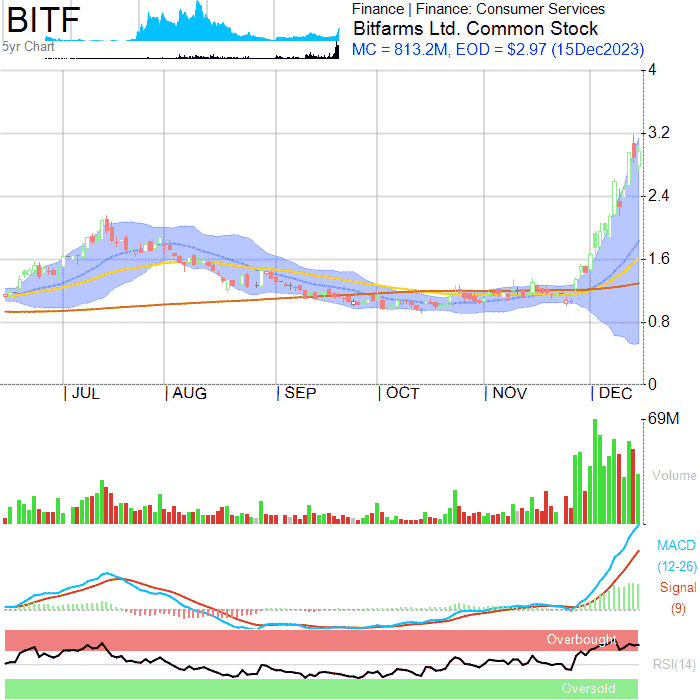 BITF
5yr Chart
Finance | Finance: Consumer Services
Bitfarms Ltd. Common Stock
MC = 813.2M, EOD = $2.97 (15Dec2023)
4
3.2
2.4
1.6
0.8
0
JUL
AUG
SEP
OCT
NOV
DEC
69M
Volume
MACD
(12-26)
Signal
(9)
Overbought
RSI(14)
Oversold